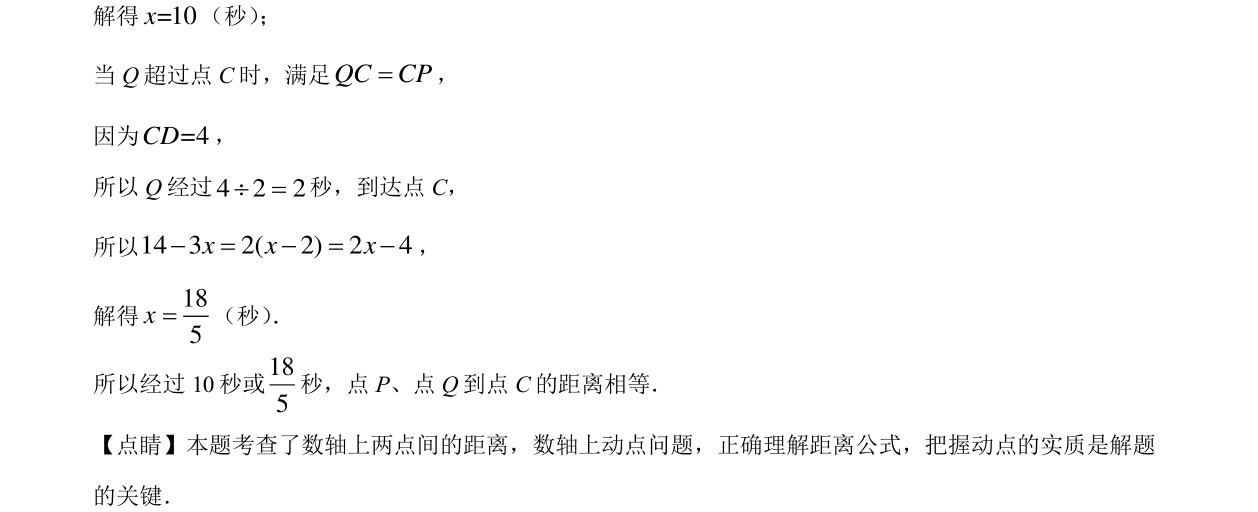 解得 x=10（秒）；
当 Q 超过点 C 时，满足 QC = CP，
因为 CD=4，
所以 Q 经过 4÷2 = 2 秒，到达点 C，
所以 14−3x = 2(x−2) = 2x−4，
解得 x = 18/5（秒）．
所以经过 10 秒或 18/5 秒，点 P、点 Q 到点 C 的距离相等．
【点睛】本题考查了数轴上两点间的距离，数轴上动点问题，正确理解距离公式，把握动点的实质是解题
的关键．